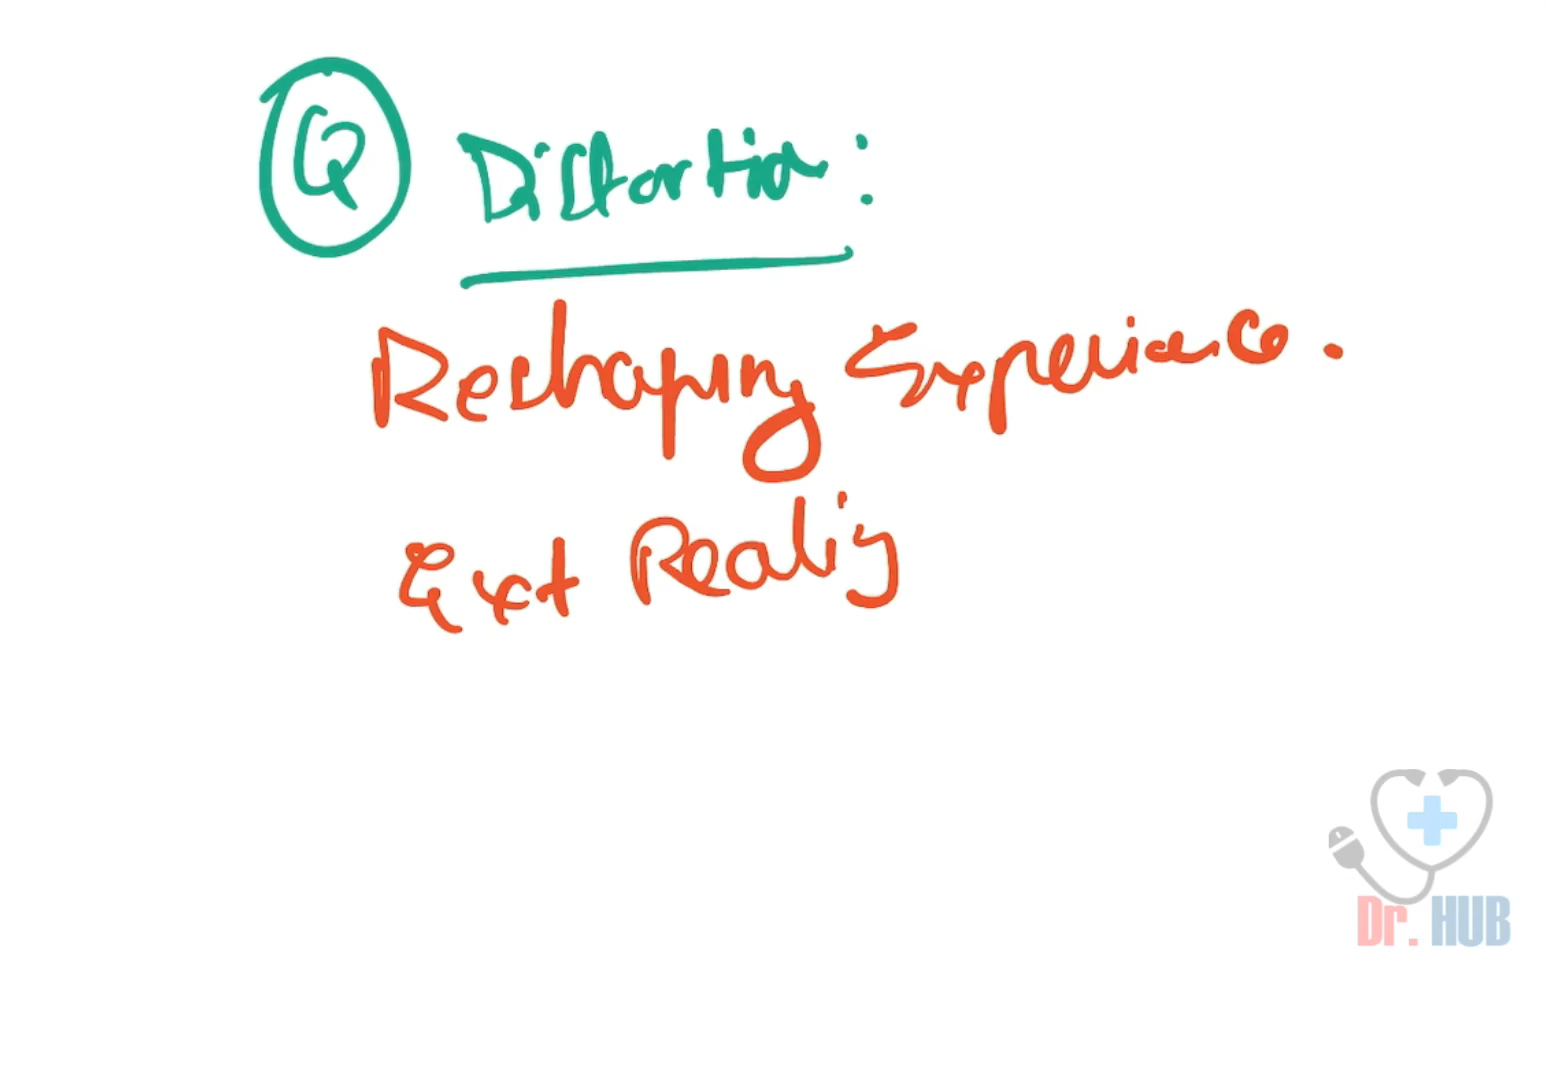 Q Distortion:
Reshaping Experience.
Ext Reality
Dr. HUB